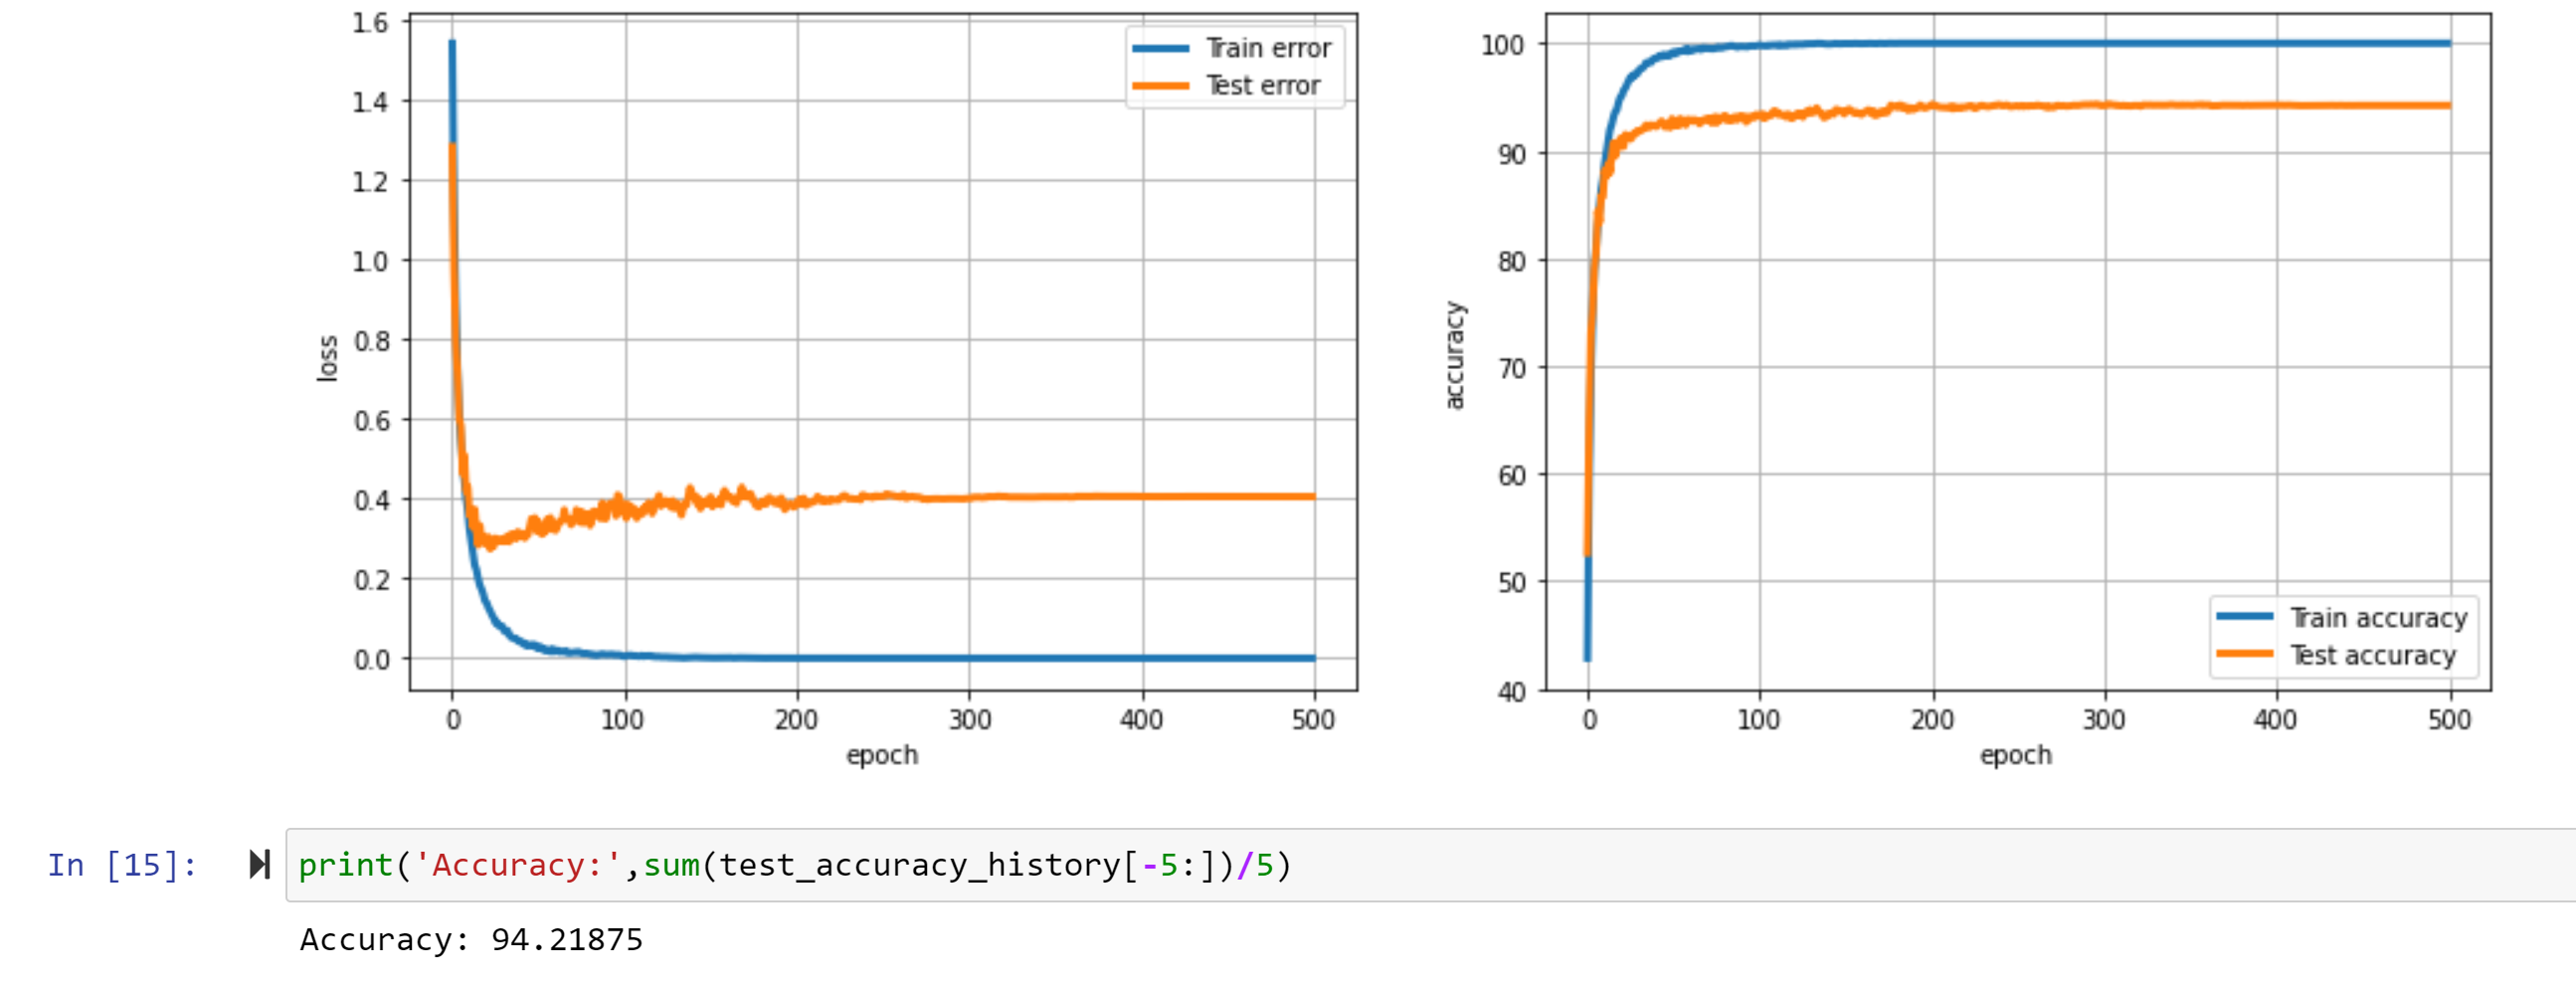 1.6
1.4
1.2
1.0
0.8
0.6
0.4
0.2
0.0
loss
0 100 200 300 400 500
epoch
Train error
Test error
100
90
80
70
60
50
40
accuracy
0 100 200 300 400 500
epoch
Train accuracy
Test accuracy
In [15]: print('Accuracy:',sum(test_accuracy_history[-5:])/5)
Accuracy: 94.21875